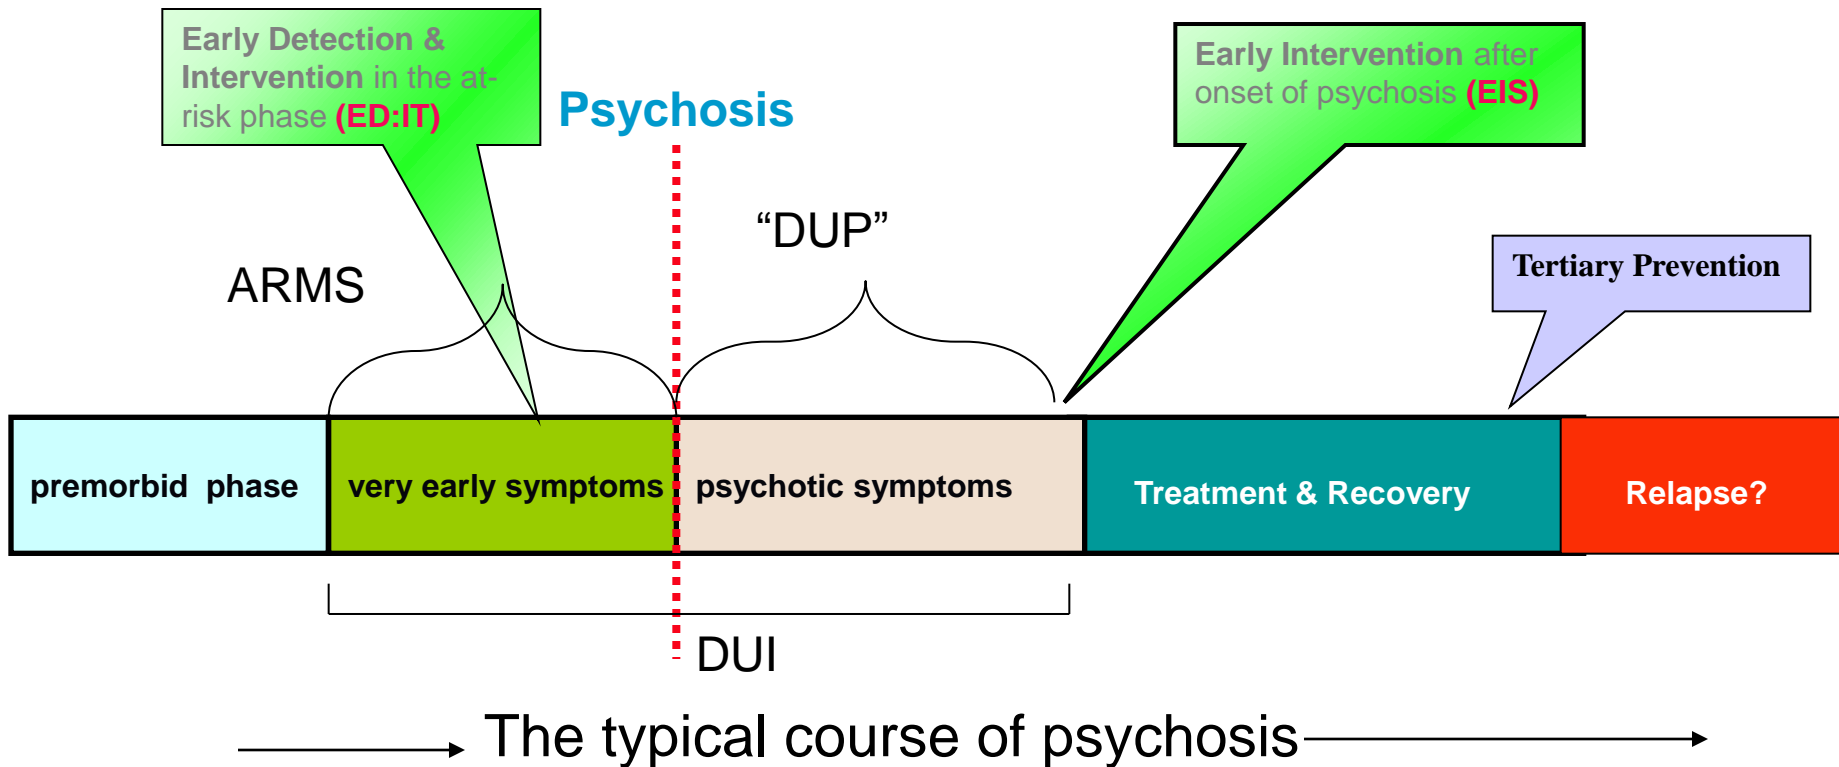 Early Detection &
Intervention in the at-
risk phase (ED:IT)
Psychosis
Early Intervention after
onset of psychosis (EIS)
“DUP”
ARMS
Tertiary Prevention
premorbid phase
very early symptoms
psychotic symptoms
Treatment & Recovery
Relapse?
DUI
The typical course of psychosis